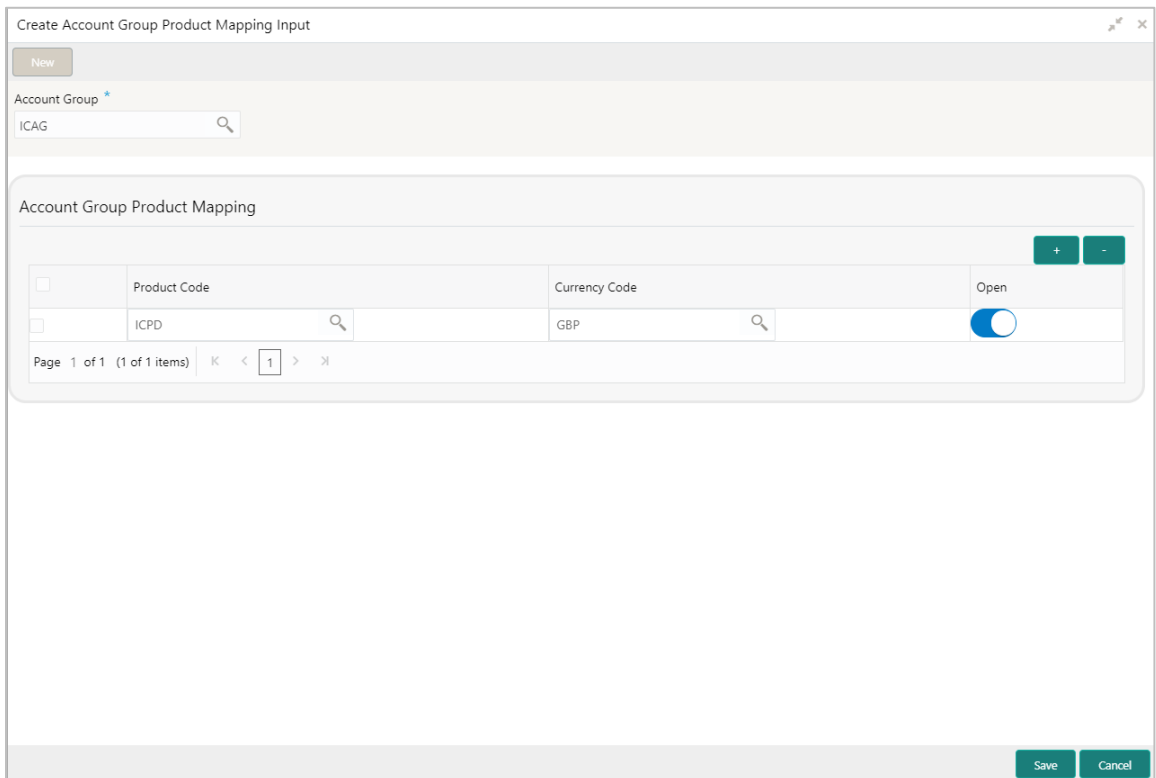 Create Account Group Product Mapping Input
New
Account Group *
ICAG
Account Group Product Mapping
+ -
Product Code Currency Code Open
ICPD GBP
Page 1 of 1 (1 of 1 items) 1
Save Cancel